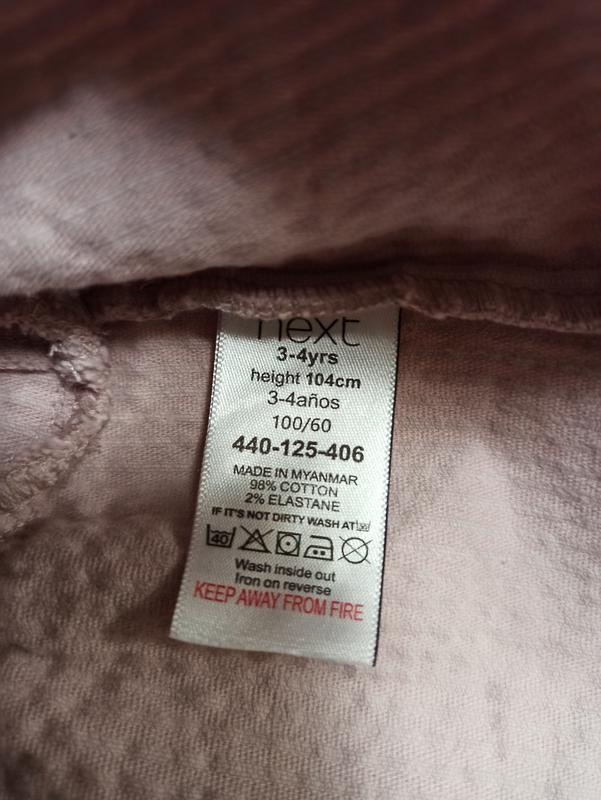 next
3-4yrs
height 104cm
3-4años
100/60
440-125-406
MADE IN MYANMAR
98% COTTON
2% ELASTANE
IF IT'S NOT DIRTY WASH AT
40
Wash inside out
Iron on reverse
KEEP AWAY FROM FIRE